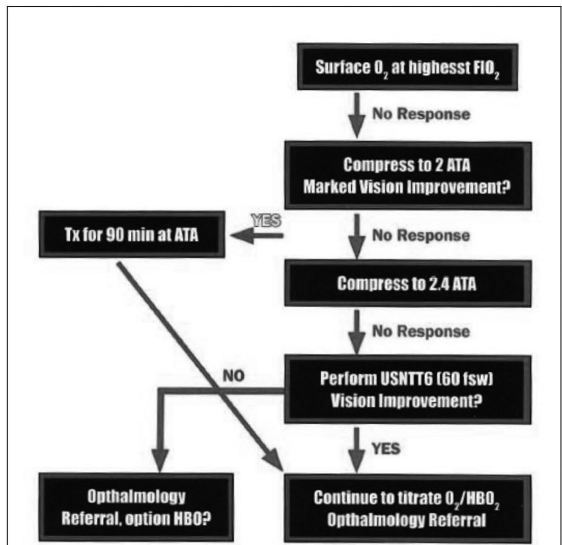 Surface O₂ at highesst FIO₂
No Response
Compress to 2 ATA
Marked Vision Improvement?
YES
Tx for 90 min at ATA
No Response
Compress to 2.4 ATA
No Response
Perform USNTT6 (60 fsw)
Vision Improvement?
NO
YES
Opthalmology
Referral, option HBO?
Continue to titrate O₂/HBO₂
Opthalmology Referral